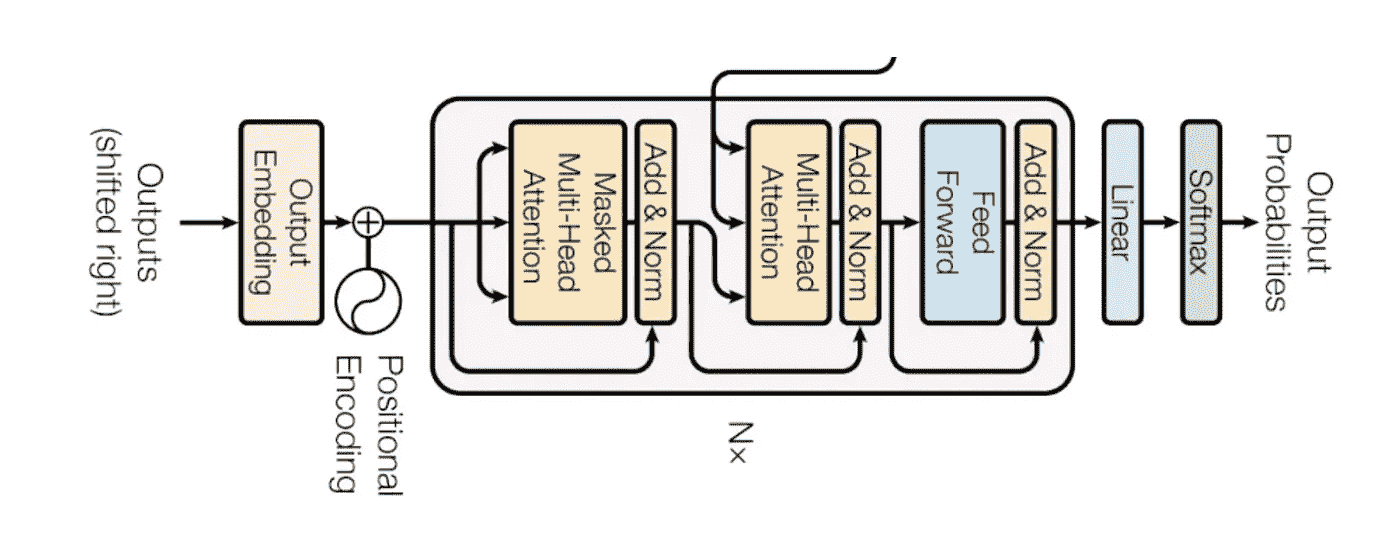 Output
Probabilities
Softmax
Linear
Add & Norm
Feed
Forward
Add & Norm
Multi-Head
Attention
Add & Norm
Masked
Multi-Head
Attention
Nx
Positional
Encoding
Output
Embedding
Outputs
(shifted right)